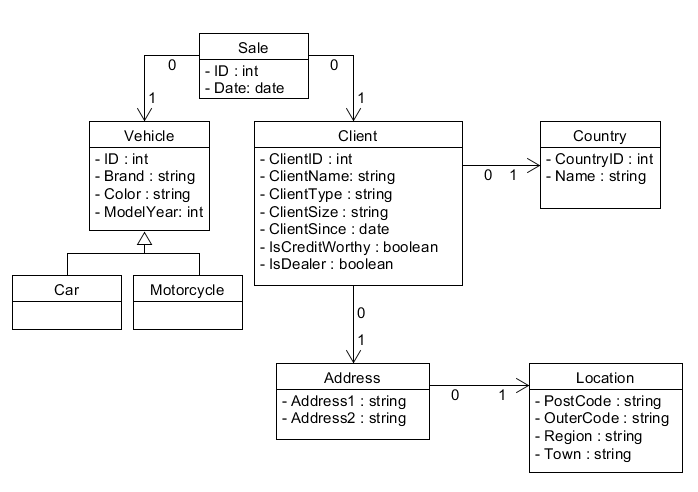 Sale
- ID : int
- Date: date
0
0
1
1
Vehicle
- ID : int
- Brand : string
- Color : string
- ModelYear: int
Client
- ClientID : int
- ClientName: string
- ClientType : string
- ClientSize : string
- ClientSince : date
- IsCreditWorthy : boolean
- IsDealer : boolean
0 1
Country
- CountryID : int
- Name : string
Car
Motorcycle
0
1
Address
- Address1 : string
- Address2 : string
0 1
Location
- PostCode : string
- OuterCode : string
- Region : string
- Town : string